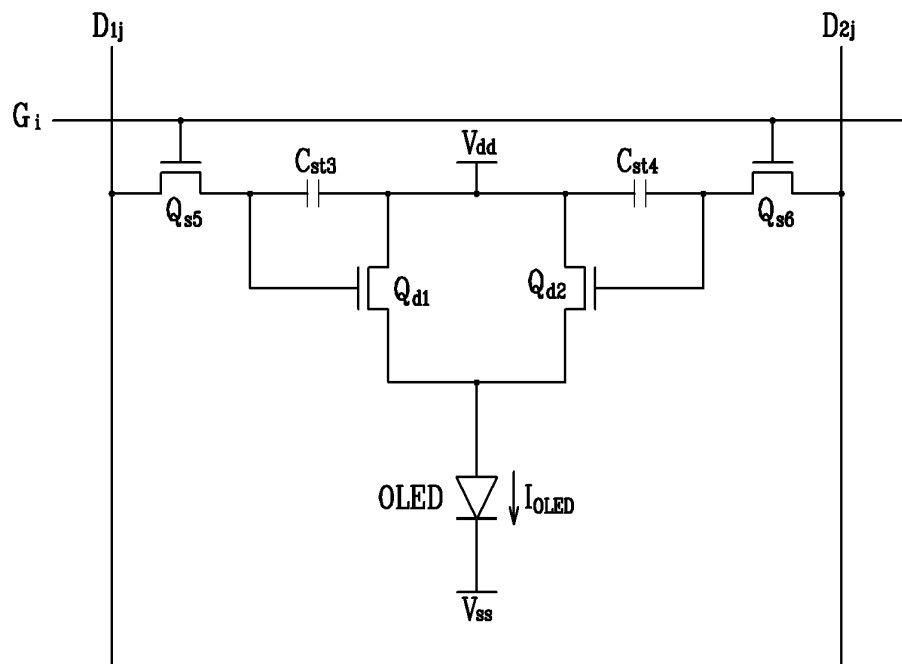 D1j
D2j
Gi
Vdd
Cst3
Cst4
Qs5
Qs6
Qd1
Qd2
OLED
IOLED
Vss